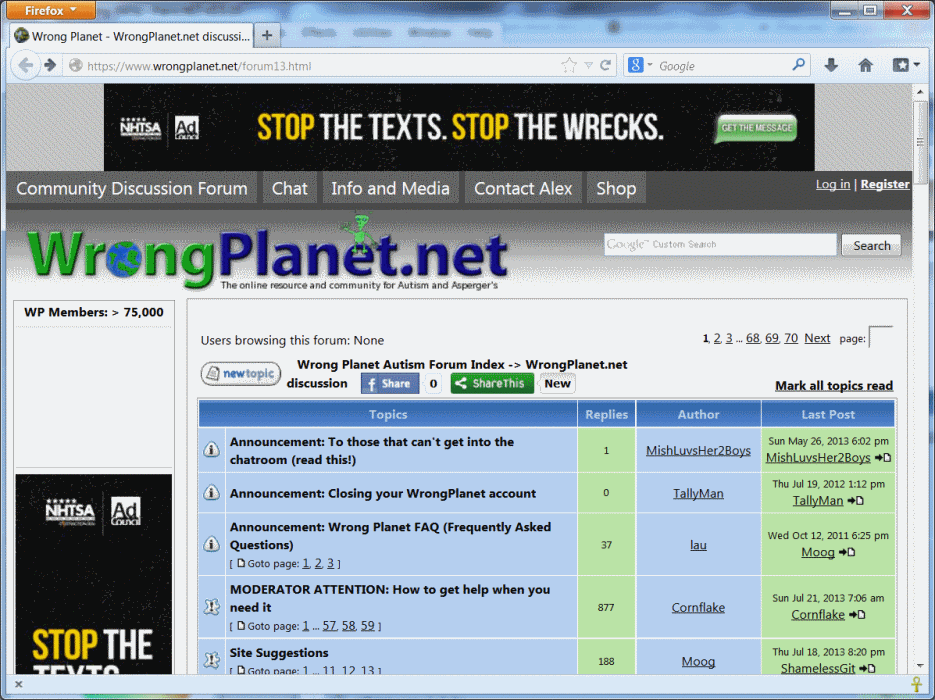 Firefox
Wrong Planet - WrongPlanet.net discussi...
https://www.wrongplanet.net/forum13.html
Google
NHTSA Ad Council STOP THE TEXTS. STOP THE WRECKS. GET THE MESSAGE
Community Discussion Forum Chat Info and Media Contact Alex Shop Log in | Register
WrongPlanet.net
The online resource and community for Autism and Asperger's
Google™ Custom Search Search
WP Members: > 75,000
Users browsing this forum: None
1, 2, 3 ... 68, 69, 70 Next page:
newtopic
Wrong Planet Autism Forum Index -> WrongPlanet.net
discussion f Share 0 ShareThis New
Mark all topics read
Topics Replies Author Last Post
Announcement: To those that can't get into the
chatroom (read this!)
1 MishLuvsHer2Boys
Sun May 26, 2013 6:02 pm
MishLuvsHer2Boys
Announcement: Closing your WrongPlanet account
0 TallyMan
Thu Jul 19, 2012 1:12 pm
TallyMan
Announcement: Wrong Planet FAQ (Frequently Asked
Questions)
[ Goto page: 1, 2, 3 ]
37 lau
Wed Oct 12, 2011 6:25 pm
Moog
MODERATOR ATTENTION: How to get help when you
need it
[ Goto page: 1 ... 57, 58, 59 ]
877 Cornflake
Sun Jul 21, 2013 7:06 am
Cornflake
Site Suggestions
[ Goto page: 1 ... 11, 12, 13 ]
188 Moog
Thu Jul 18, 2013 8:20 pm
ShamelessGit
NHTSA Ad Council
STOP THE
TEXTS.